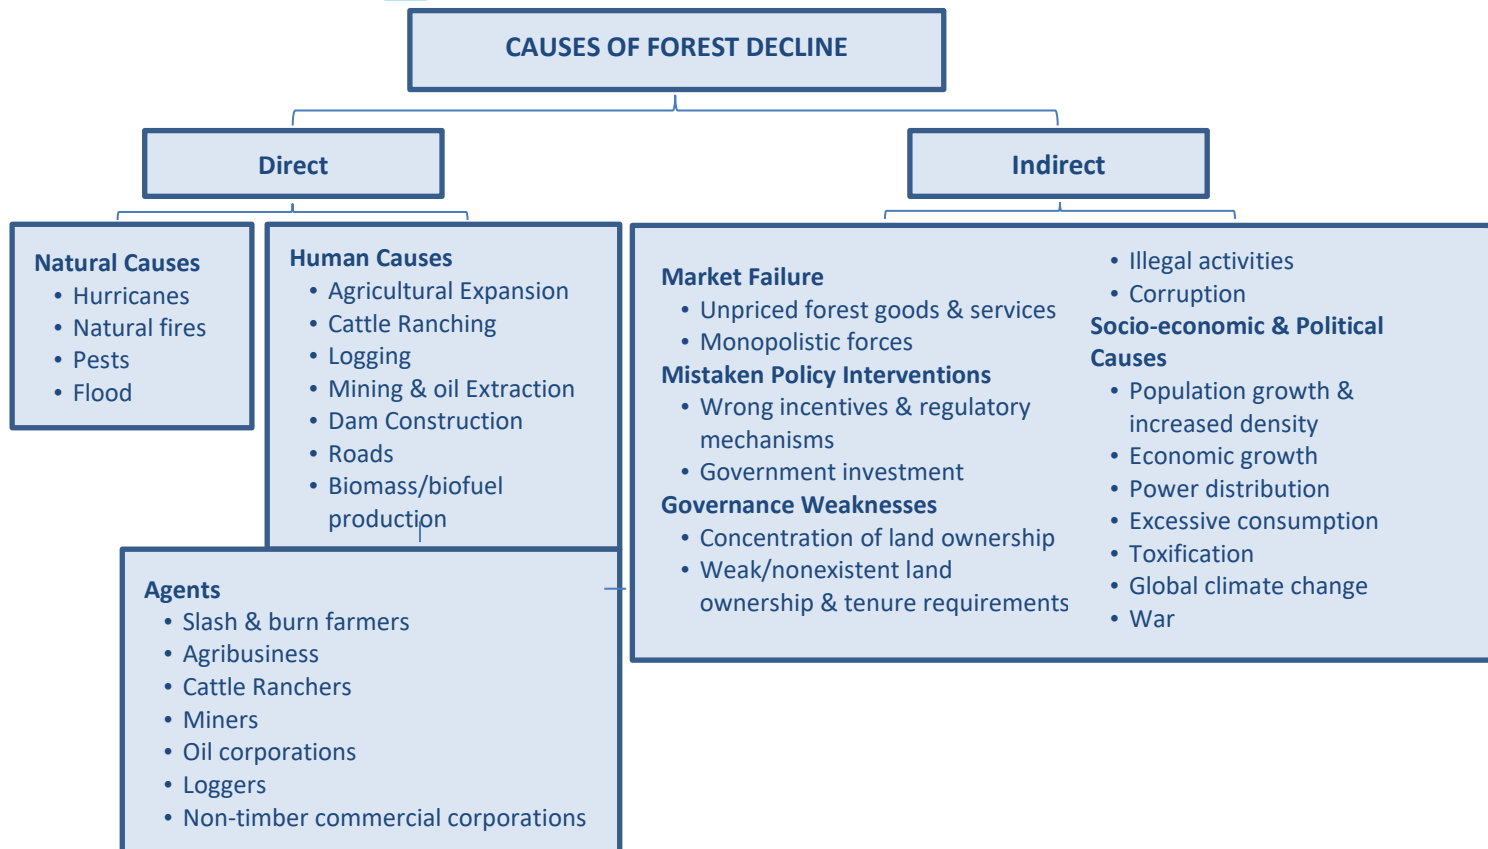 CAUSES OF FOREST DECLINE
Direct
Indirect
Natural Causes
• Hurricanes
• Natural fires
• Pests
• Flood
Human Causes
• Agricultural Expansion
• Cattle Ranching
• Logging
• Mining & oil Extraction
• Dam Construction
• Roads
• Biomass/biofuel
production
Agents
• Slash & burn farmers
• Agribusiness
• Cattle Ranchers
• Miners
• Oil corporations
• Loggers
• Non-timber commercial corporations
Market Failure
• Unpriced forest goods & services
• Monopolistic forces
Mistaken Policy Interventions
• Wrong incentives & regulatory
mechanisms
• Government investment
Governance Weaknesses
• Concentration of land ownership
• Weak/nonexistent land
ownership & tenure requirements
• Illegal activities
• Corruption
Socio-economic & Political
Causes
• Population growth &
increased density
• Economic growth
• Power distribution
• Excessive consumption
• Toxification
• Global climate change
• War